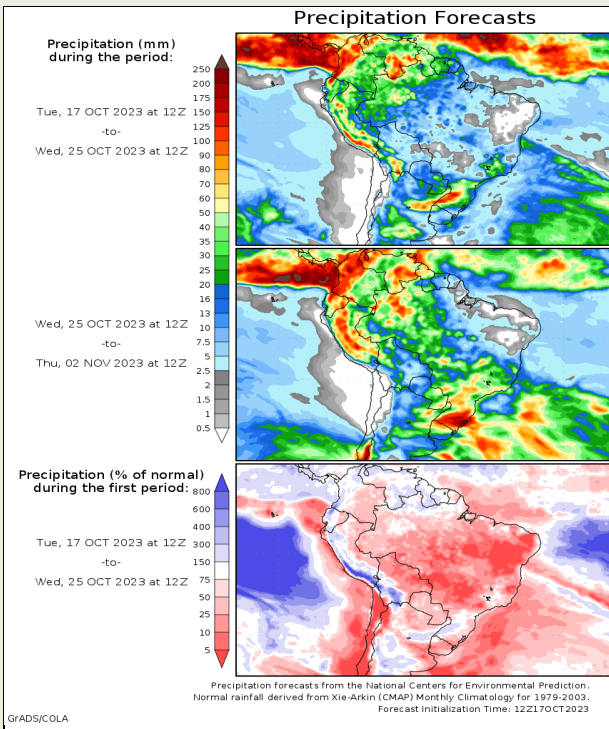 Precipitation Forecasts
Precipitation (mm)
during the period:
Tue, 17 OCT 2023 at 12Z
-to-
Wed, 25 OCT 2023 at 12Z
250
200
175
150
125
100
90
80
70
60
50
40
35
30
25
20
16
13
10
7.5
5
2.5
2
1.5
1
0.5
Wed, 25 OCT 2023 at 12Z
-to-
Thu, 02 NOV 2023 at 12Z
Precipitation (% of normal)
during the first period:
Tue, 17 OCT 2023 at 12Z
-to-
Wed, 25 OCT 2023 at 12Z
800
600
400
300
150
75
50
25
10
5
Precipitation forecasts from the National Centers for Environmental Prediction.
Normal rainfall derived from Xie-Arkin (CMAP) Monthly Climatology for 1979-2003.
Forecast Initialization Time: 12Z17OCT2023
GrADS/COLA